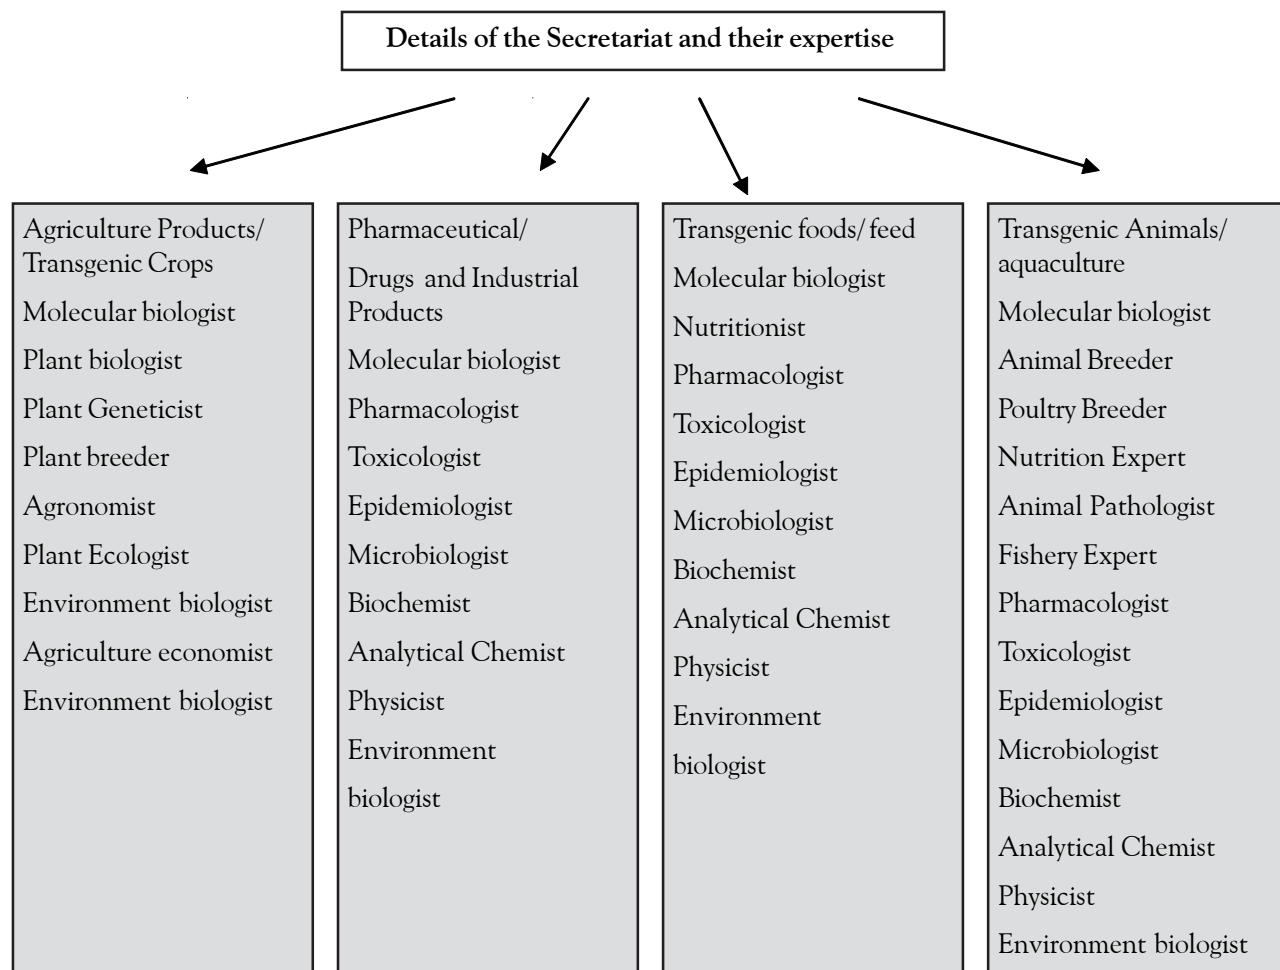 Details of the Secretariat and their expertise
Agriculture Products/
Transgenic Crops
Molecular biologist
Plant biologist
Plant Geneticist
Plant breeder
Agronomist
Plant Ecologist
Environment biologist
Agriculture economist
Environment biologist
Pharmaceutical/
Drugs and Industrial
Products
Molecular biologist
Pharmacologist
Toxicologist
Epidemiologist
Microbiologist
Biochemist
Analytical Chemist
Physicist
Environment
biologist
Transgenic foods/feed
Molecular biologist
Nutritionist
Pharmacologist
Toxicologist
Epidemiologist
Microbiologist
Biochemist
Analytical Chemist
Physicist
Environment
biologist
Transgenic Animals/
aquaculture
Molecular biologist
Animal Breeder
Poultry Breeder
Nutrition Expert
Animal Pathologist
Fishery Expert
Pharmacologist
Toxicologist
Epidemiologist
Microbiologist
Biochemist
Analytical Chemist
Physicist
Environment biologist